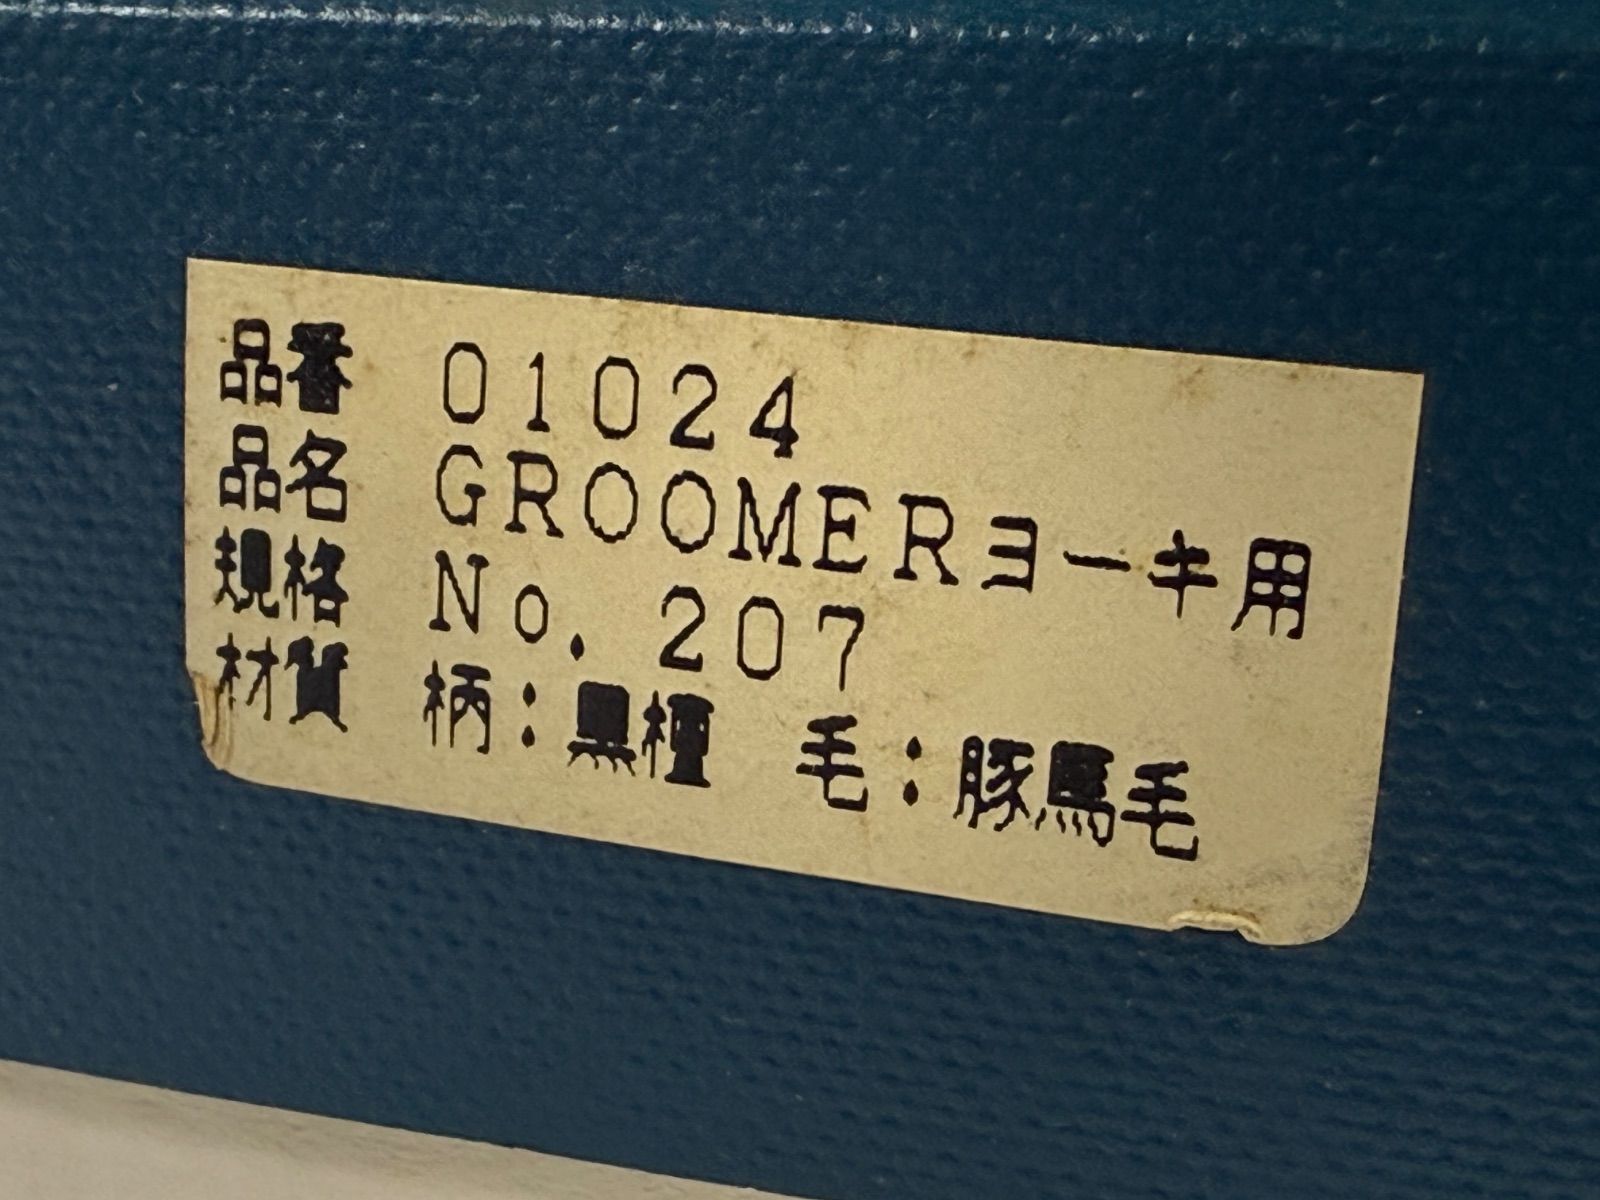 品番 01024
品名 GROOMERヨーキ用
規格 No.207
材質 柄:黒檀 毛:豚馬毛